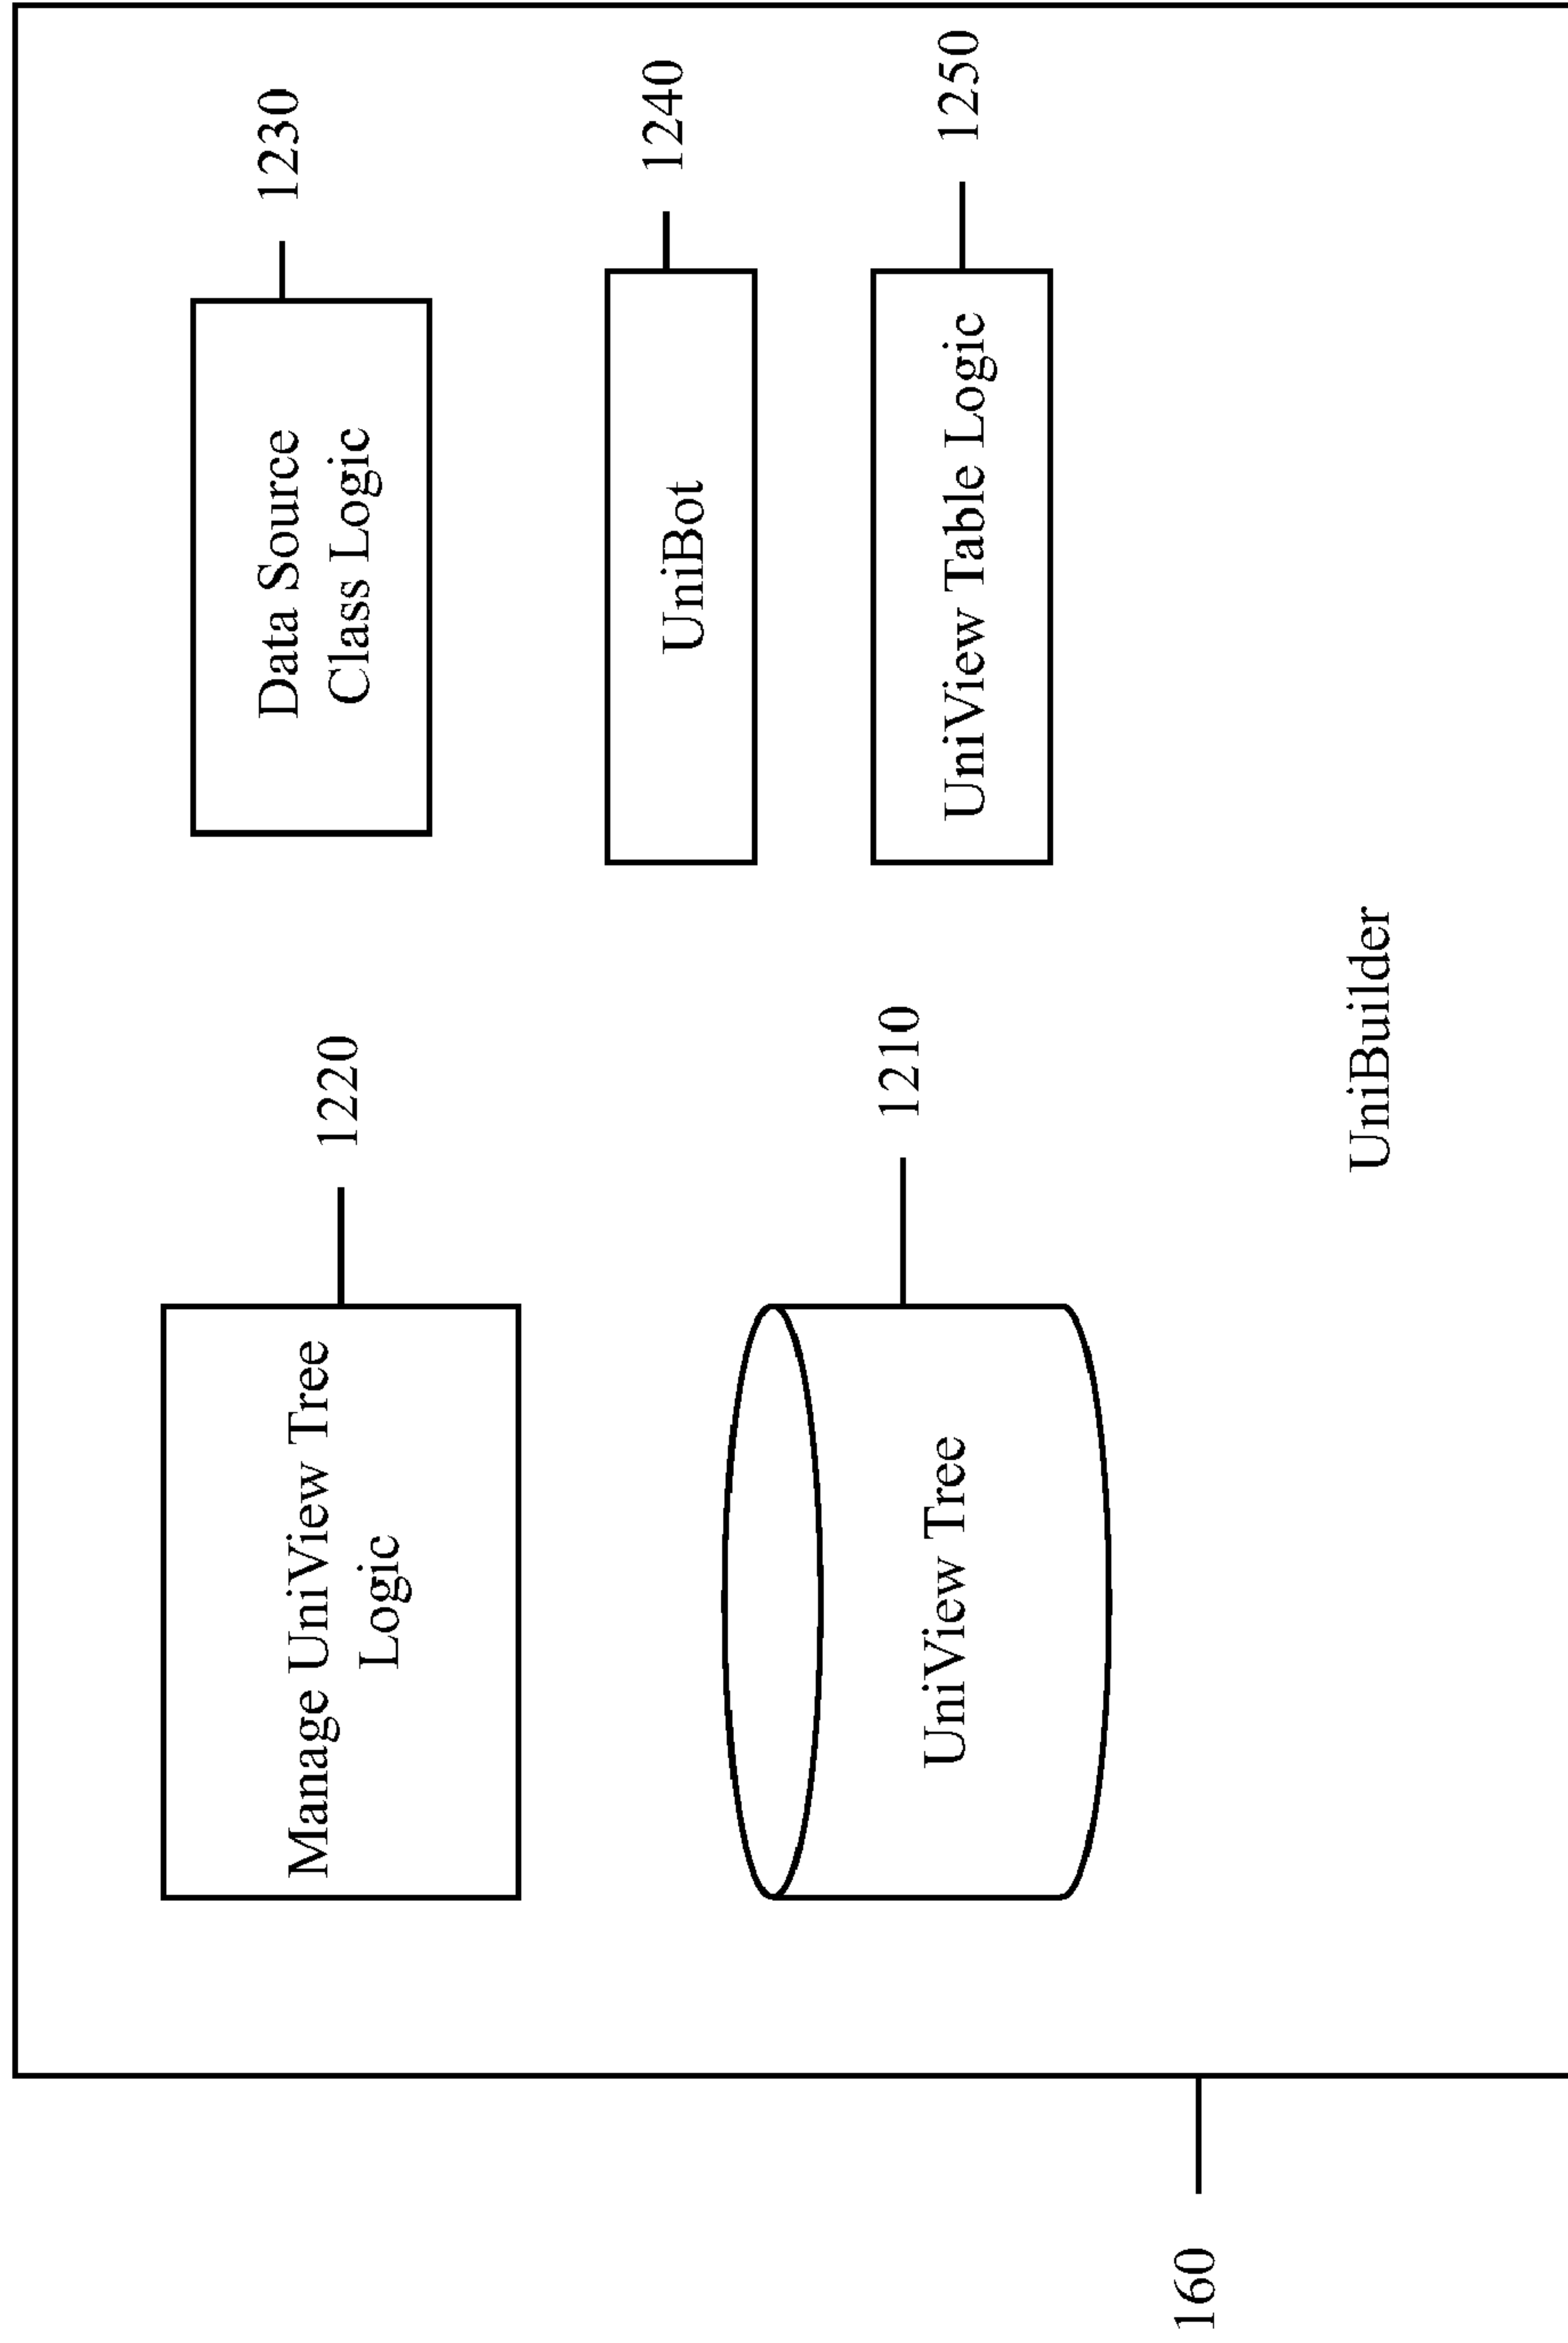 Manage UniView Tree
Logic
1220
Data Source
Class Logic
1230
UniBot
1240
UniView Tree
1210
UniView Table Logic
1250
160
UniBuilder